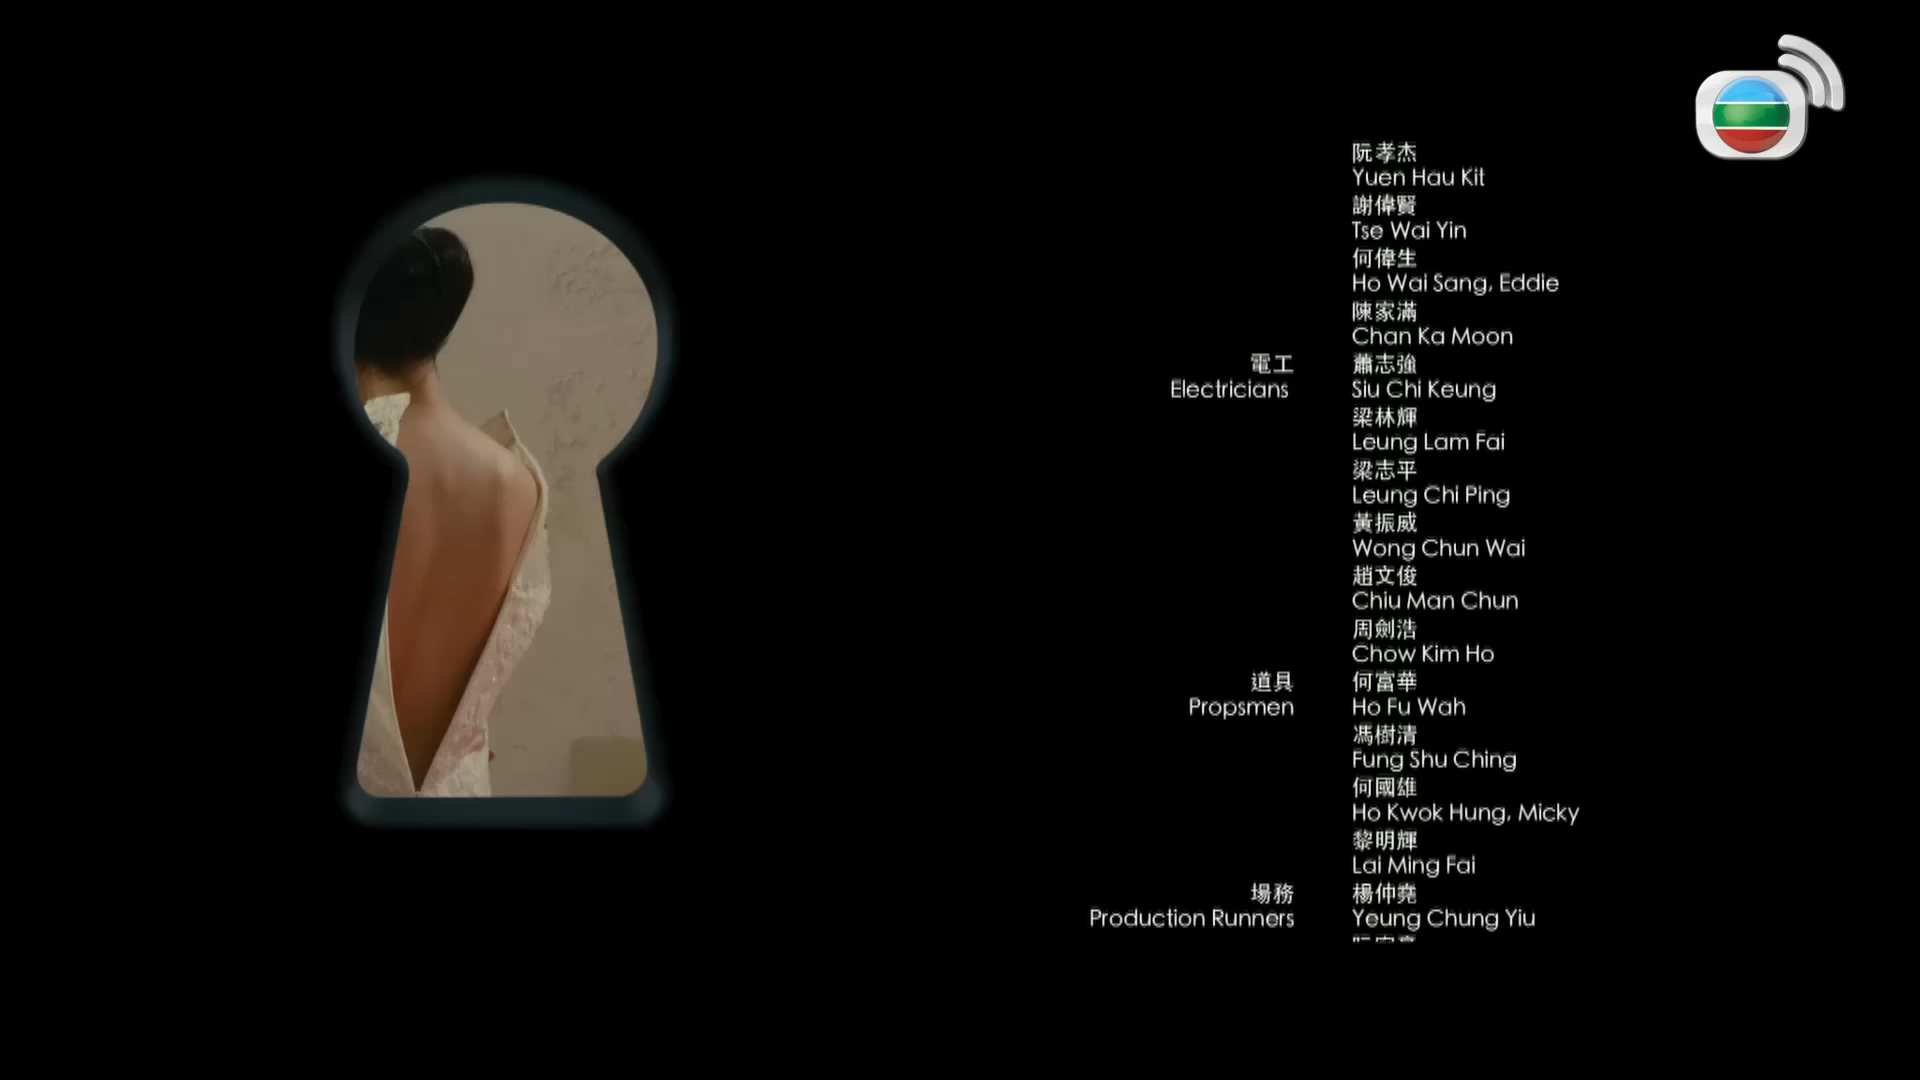 阮孝杰
Yuen Hau Kit
謝偉賢
Tse Wai Yin
何偉生
Ho Wai Sang, Eddie
陳家滿
Chan Ka Moon
電工 蕭志強
Electricians Siu Chi Keung
梁林輝
Leung Lam Fai
梁志平
Leung Chi Ping
黃振威
Wong Chun Wai
趙文俊
Chiu Man Chun
周劍浩
Chow Kim Ho
道具 何富華
Propsmen Ho Fu Wah
馮樹清
Fung Shu Ching
何國雄
Ho Kwok Hung, Micky
黎明輝
Lai Ming Fai
場務 楊仲堯
Production Runners Yeung Chung Yiu